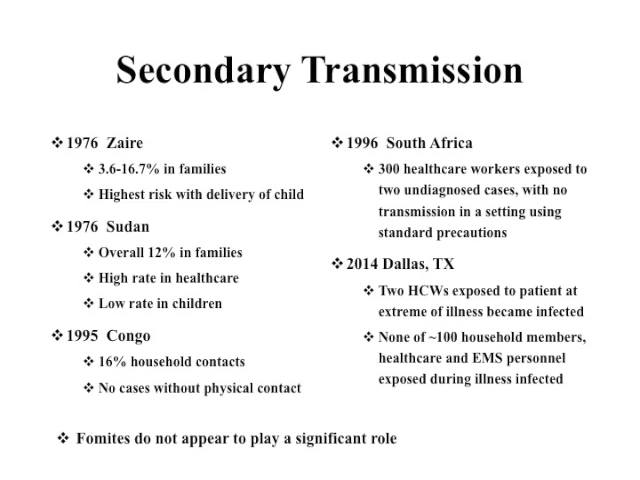 Secondary Transmission
❖ 1976 Zaire
❖ 3.6-16.7% in families
❖ Highest risk with delivery of child
❖ 1976 Sudan
❖ Overall 12% in families
❖ High rate in healthcare
❖ Low rate in children
❖ 1995 Congo
❖ 16% household contacts
❖ No cases without physical contact
❖ 1996 South Africa
❖ 300 healthcare workers exposed to
two undiagnosed cases, with no
transmission in a setting using
standard precautions
❖ 2014 Dallas, TX
❖ Two HCWs exposed to patient at
extreme of illness became infected
❖ None of ~100 household members,
healthcare and EMS personnel
exposed during illness infected
❖ Fomites do not appear to play a significant role